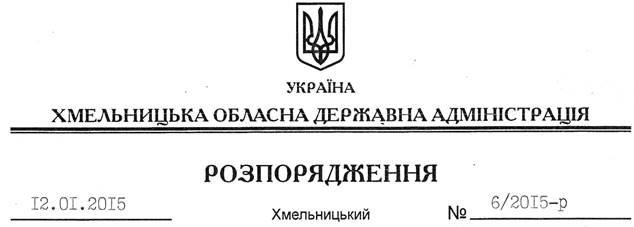 УКРАЇНА
ХМЕЛЬНИЦЬКА ОБЛАСНА ДЕРЖАВНА АДМІНІСТРАЦІЯ
РОЗПОРЯДЖЕННЯ
12.01.2015 Хмельницький № 6/2015-р